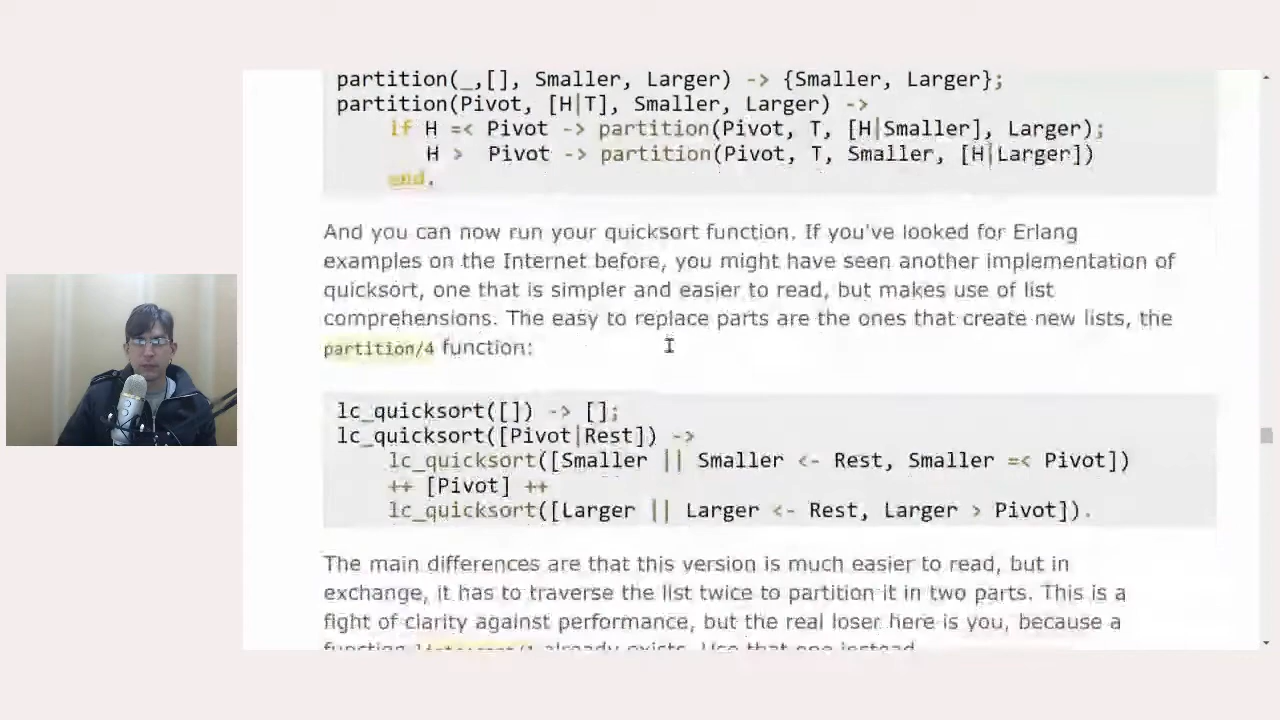 partition(_,[], Smaller, Larger) -> {Smaller, Larger};
partition(Pivot, [H|T], Smaller, Larger) ->
if H =< Pivot -> partition(Pivot, T, [H|Smaller], Larger);
H > Pivot -> partition(Pivot, T, Smaller, [H|Larger])
end.
And you can now run your quicksort function. If you've looked for Erlang
examples on the Internet before, you might have seen another implementation of
quicksort, one that is simpler and easier to read, but makes use of list
comprehensions. The easy to replace parts are the ones that create new lists, the
partition/4 function:
lc_quicksort([]) -> [];
lc_quicksort([Pivot|Rest]) ->
lc_quicksort([Smaller || Smaller <- Rest, Smaller =< Pivot])
++ [Pivot] ++
lc_quicksort([Larger || Larger <- Rest, Larger > Pivot]).
The main differences are that this version is much easier to read, but in
exchange, it has to traverse the list twice to partition it in two parts. This is a
fight of clarity against performance, but the real loser here is you, because a
function already exists. Use that one instead.